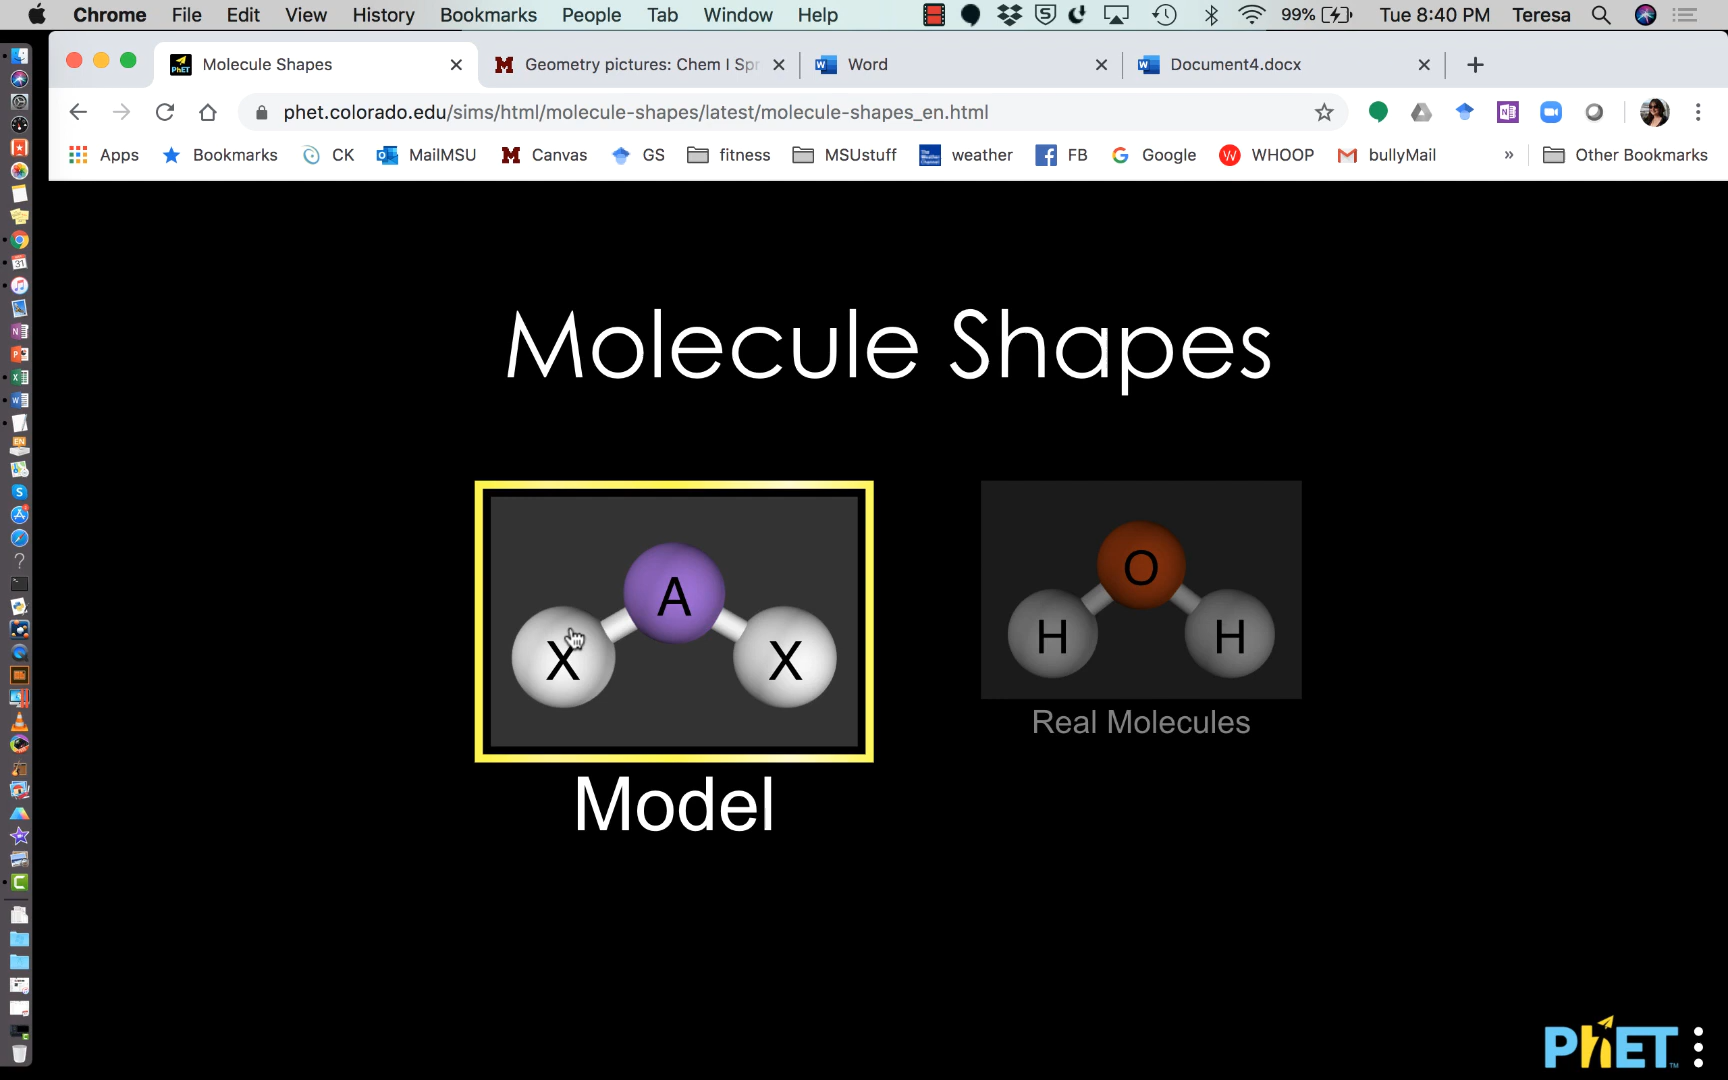 Chrome File Edit View History Bookmarks People Tab Window Help 99% Tue 8:40 PM Teresa
Molecule Shapes Geometry pictures: Chem I Spr Word Document4.docx
phet.colorado.edu/sims/html/molecule-shapes/latest/molecule-shapes_en.html
Apps Bookmarks CK MailMSU Canvas GS fitness MSUstuff weather FB Google WHOOP bullyMail » Other Bookmarks
Molecule Shapes
A
X X
Model
O
H H
Real Molecules
PhET